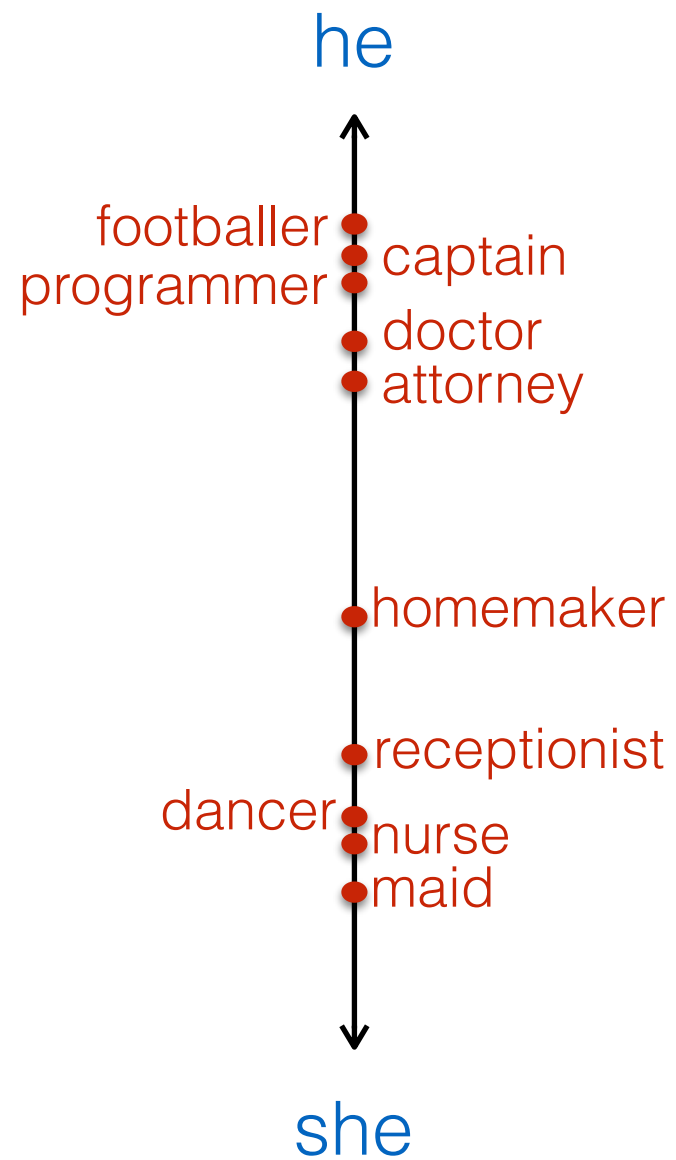 he
footballer
captain
programmer
doctor
attorney
homemaker
receptionist
dancer
nurse
maid
she